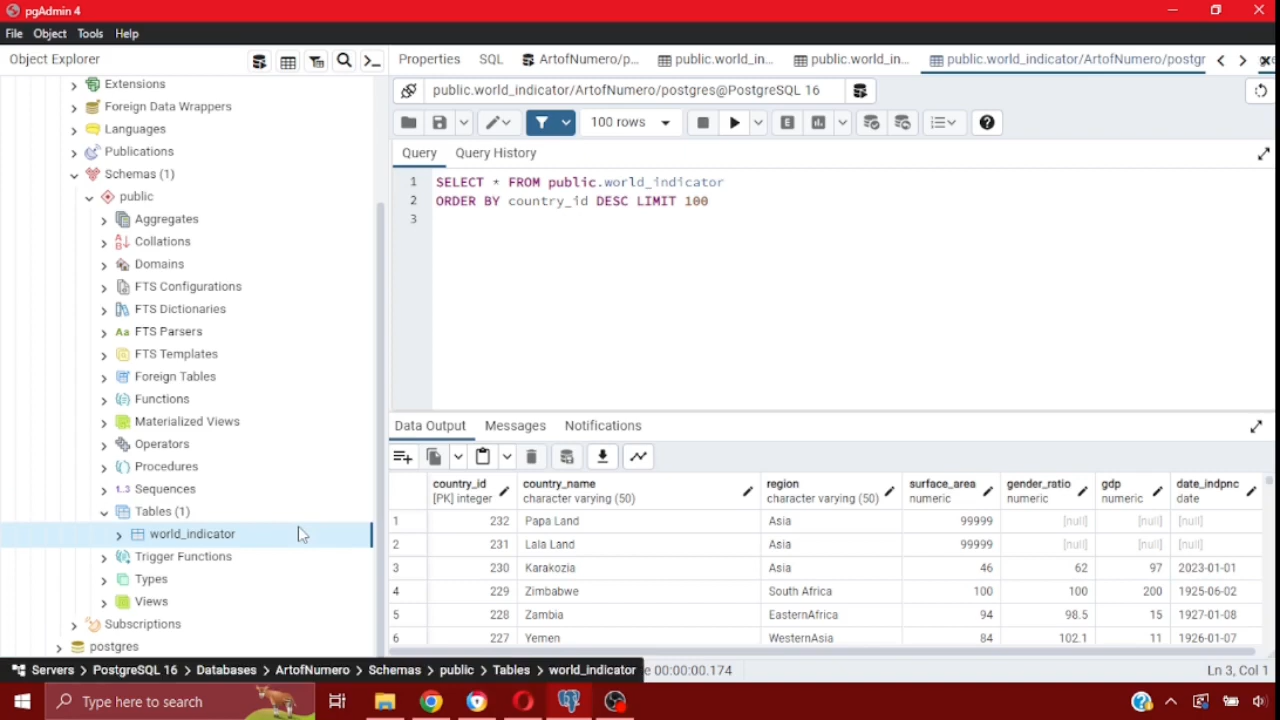 pgAdmin 4
File Object Tools Help
Object Explorer
Properties SQL ArtofNumero/p... public.world_in... public.world_in... public.world_indicator/ArtofNumero/postgr
Extensions
Foreign Data Wrappers
Languages
Publications
Schemas (1)
public
Aggregates
Collations
Domains
FTS Configurations
FTS Dictionaries
Aa FTS Parsers
FTS Templates
Foreign Tables
Functions
Materialized Views
Operators
Procedures
1..3 Sequences
Tables (1)
world_indicator
Trigger Functions
Types
Views
Subscriptions
postgres
public.world_indicator/ArtofNumero/postgres@PostgreSQL 16
100 rows
Query Query History
1 SELECT * FROM public.world_indicator
2 ORDER BY country_id DESC LIMIT 100
3
Data Output Messages Notifications
country_id country_name region surface_area gender_ratio gdp date_indpnc
[PK] integer character varying (50) character varying (50) numeric numeric numeric date
1 232 Papa Land Asia 99999 [null] [null] [null]
2 231 Lala Land Asia 99999 [null] [null] [null]
3 230 Karakozia Asia 46 62 97 2023-01-01
4 229 Zimbabwe South Africa 100 100 200 1925-06-02
5 228 Zambia EasternAfrica 94 98.5 15 1927-01-08
6 227 Yemen WesternAsia 84 102.1 11 1926-01-07
Servers > PostgreSQL 16 > Databases > ArtofNumero > Schemas > public > Tables > world_indicator e 00:00:00.174 Ln 3, Col 1
Type here to search